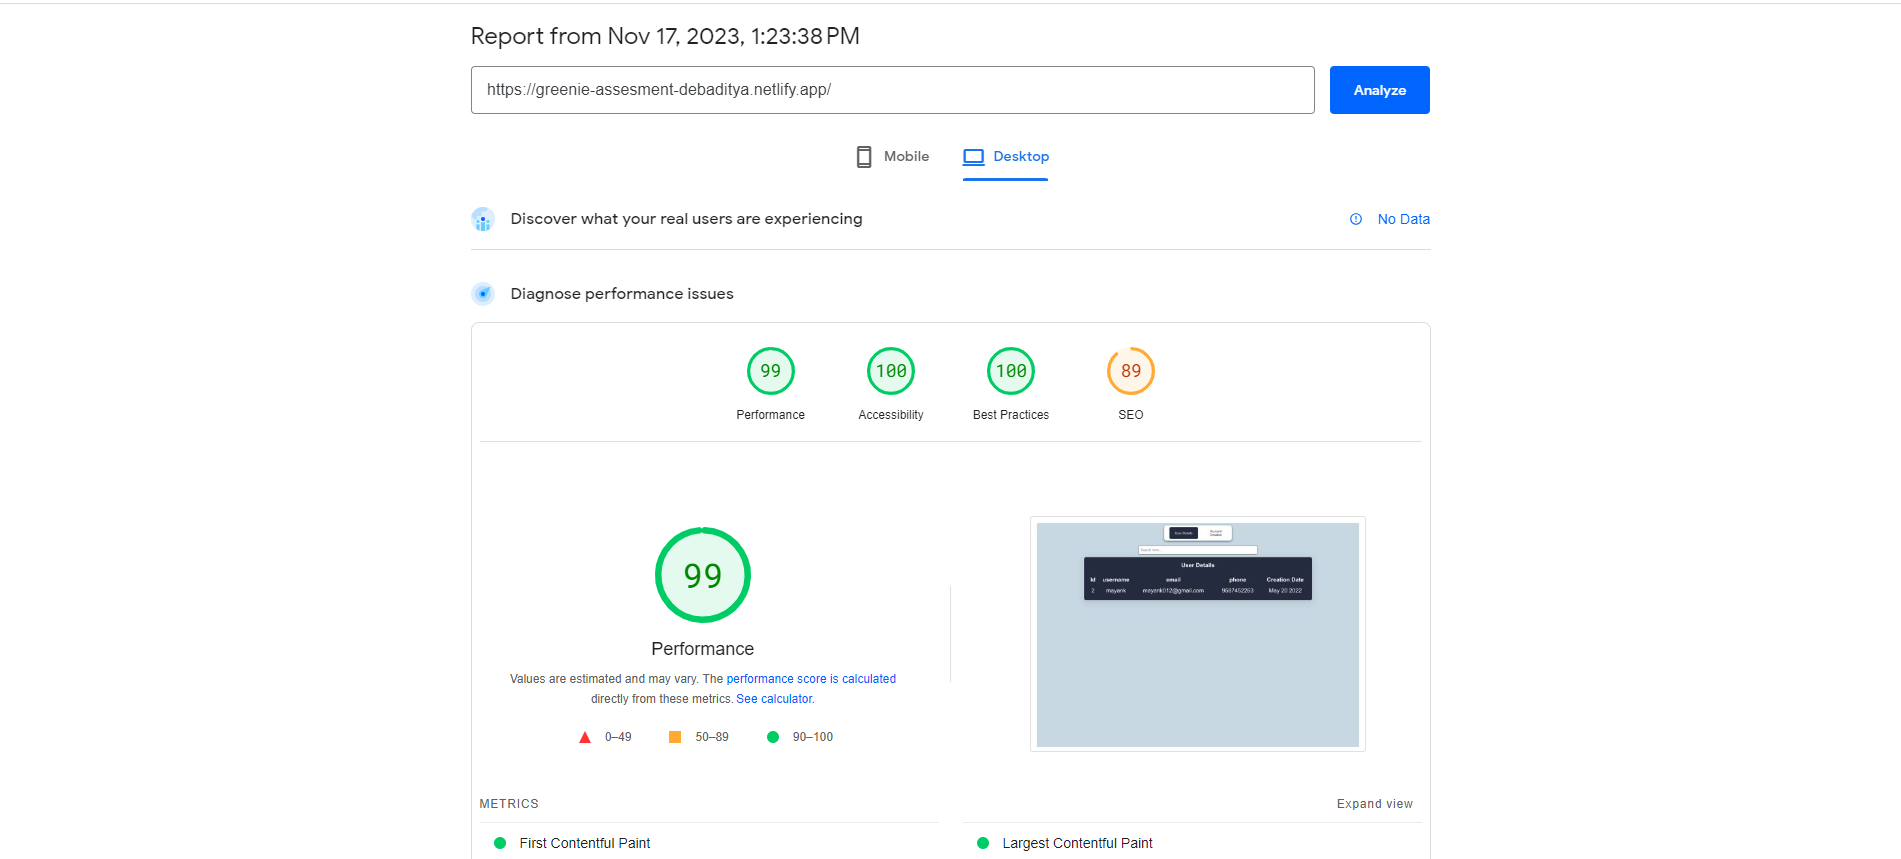 Report from Nov 17, 2023, 1:23:38 PM
https://greenie-assesment-debaditya.netlify.app/
Analyze
Mobile
Desktop
Discover what your real users are experiencing
No Data
Diagnose performance issues
99
100
100
89
Performance
Accessibility
Best Practices
SEO
99
Performance
Values are estimated and may vary. The performance score is calculated
directly from these metrics. See calculator.
0–49
50–89
90–100
User Details
Id username email phone Creation Date
2 mayank mayank012@gmail.com 9587452253 May 20 2022
METRICS
Expand view
First Contentful Paint
Largest Contentful Paint